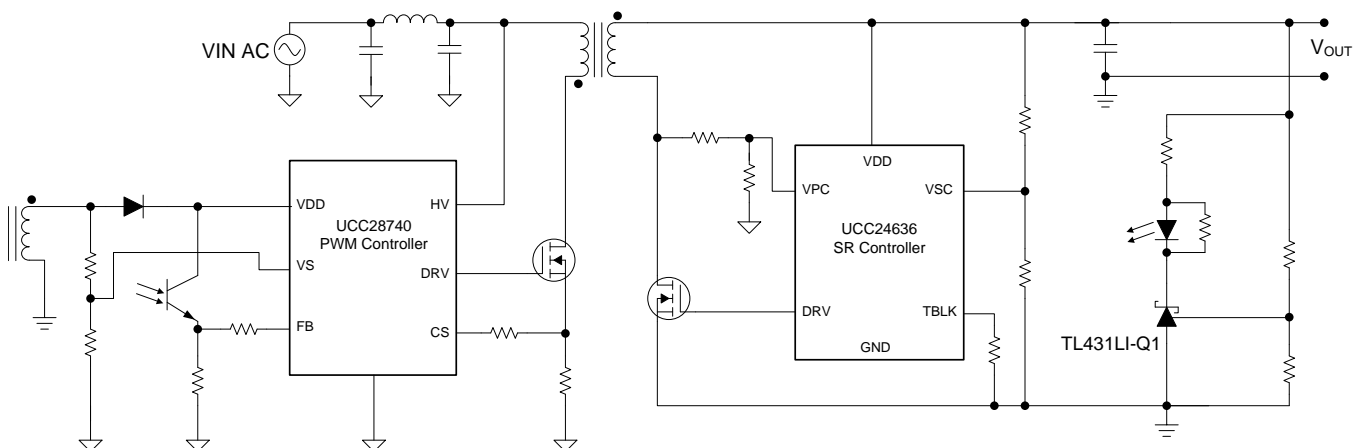 VIN AC
VOUT
VDD
HV
UCC28740
PWM Controller
VS
DRV
FB
CS
VDD
VPC
VSC
UCC24636
SR Controller
DRV
TBLK
GND
TL431LI-Q1